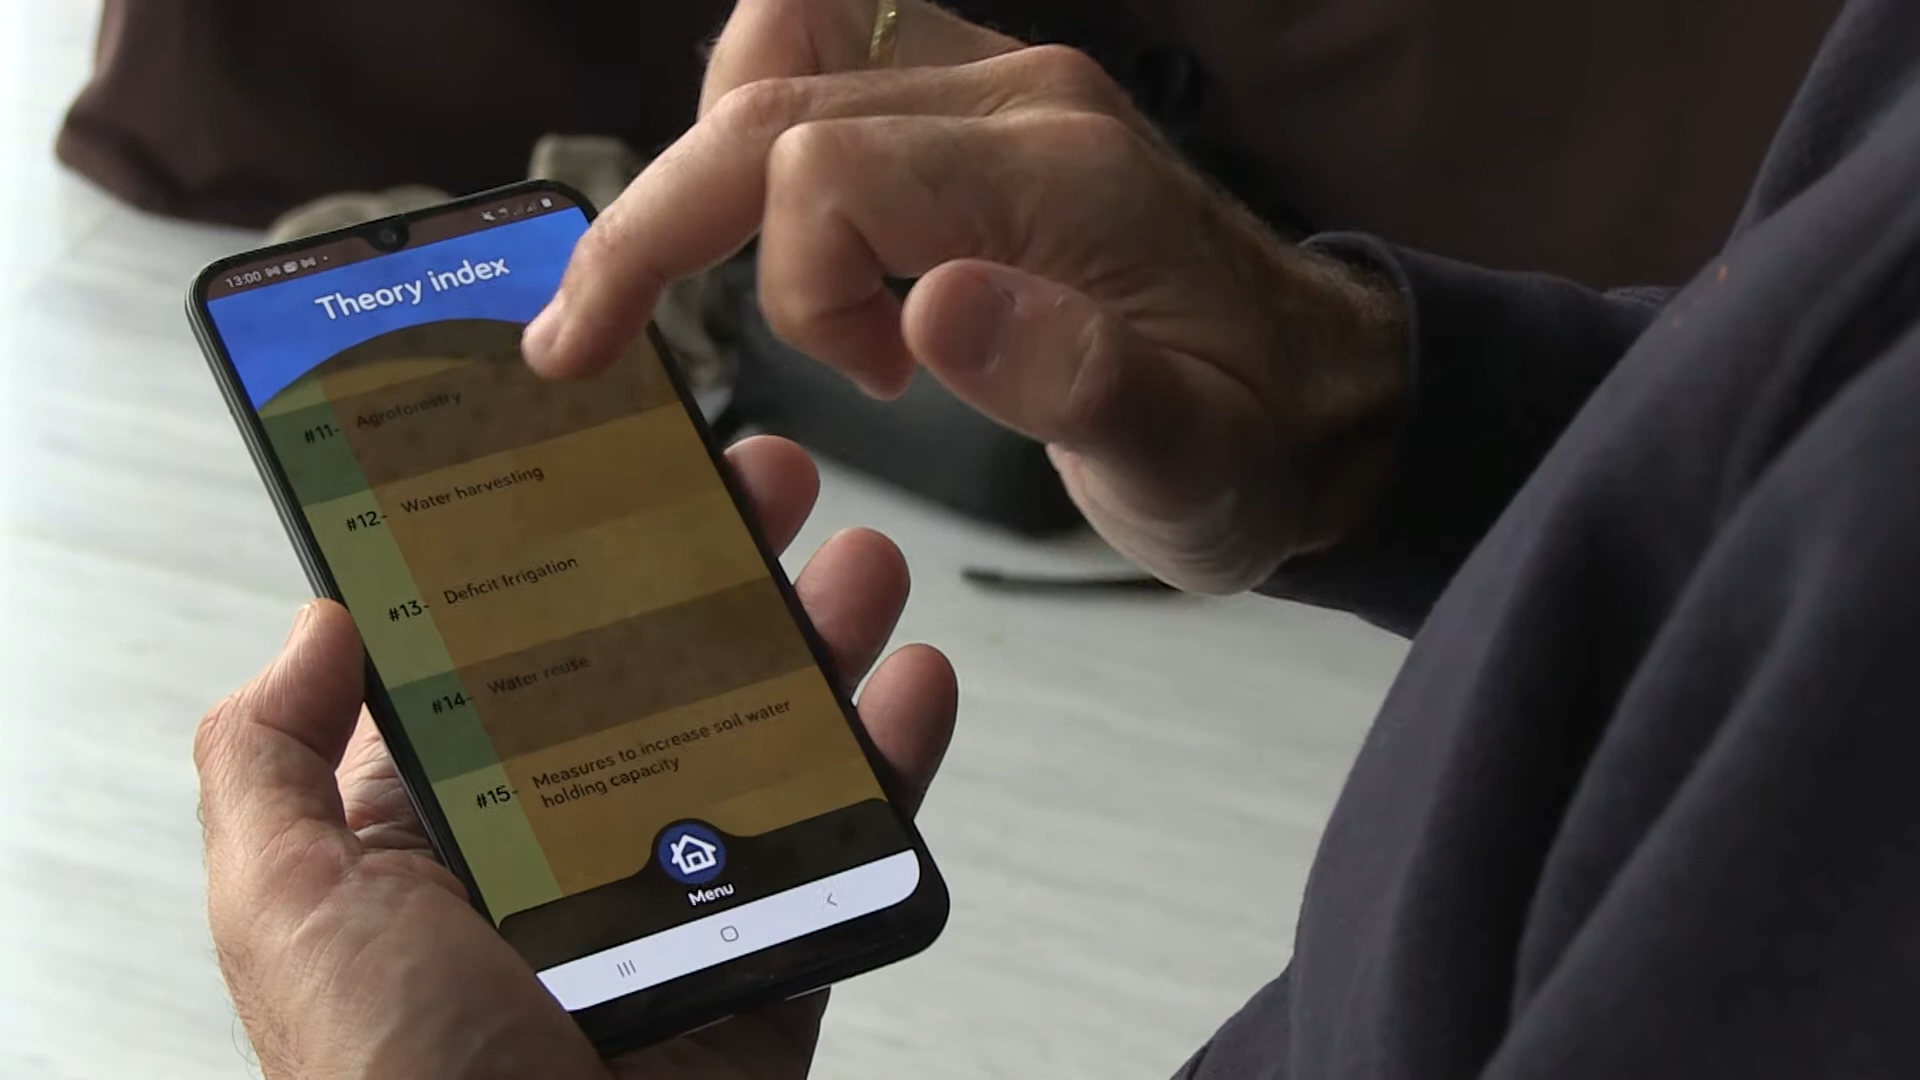 13:00
Theory index
#11- Agroforestry
#12- Water harvesting
#13- Deficit Irrigation
#14- Water reuse
#15- Measures to increase soil water
holding capacity
Menu